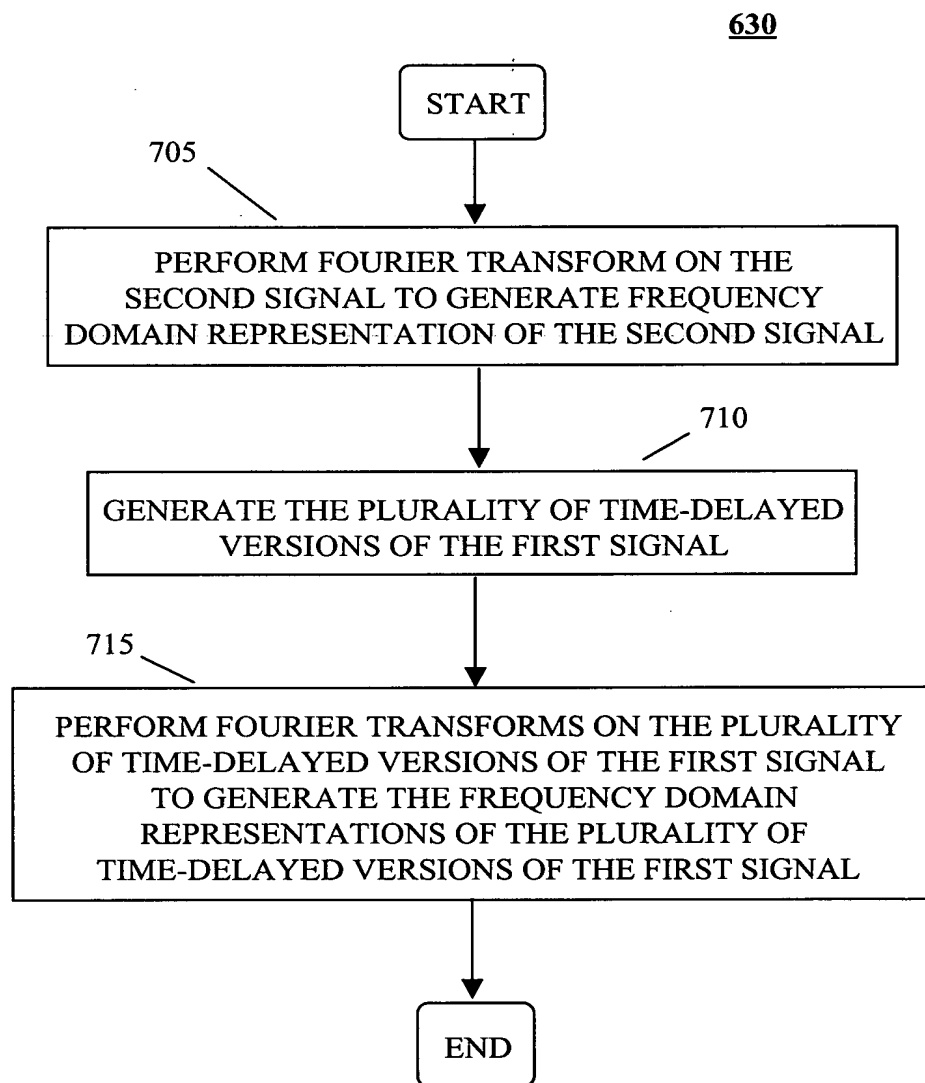 630
START
705
PERFORM FOURIER TRANSFORM ON THE
SECOND SIGNAL TO GENERATE FREQUENCY
DOMAIN REPRESENTATION OF THE SECOND SIGNAL
710
GENERATE THE PLURALITY OF TIME-DELAYED
VERSIONS OF THE FIRST SIGNAL
715
PERFORM FOURIER TRANSFORMS ON THE PLURALITY
OF TIME-DELAYED VERSIONS OF THE FIRST SIGNAL
TO GENERATE THE FREQUENCY DOMAIN
REPRESENTATIONS OF THE PLURALITY OF
TIME-DELAYED VERSIONS OF THE FIRST SIGNAL
END